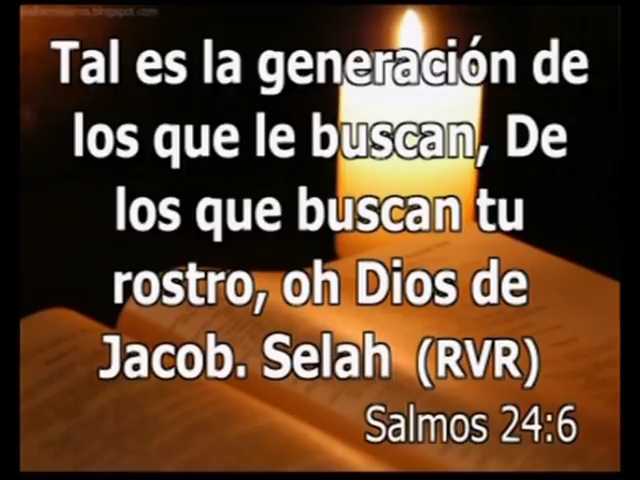 Tal es la generación de
los que le buscan, De
los que buscan tu
rostro, oh Dios de
Jacob. Selah (RVR)
Salmos 24:6